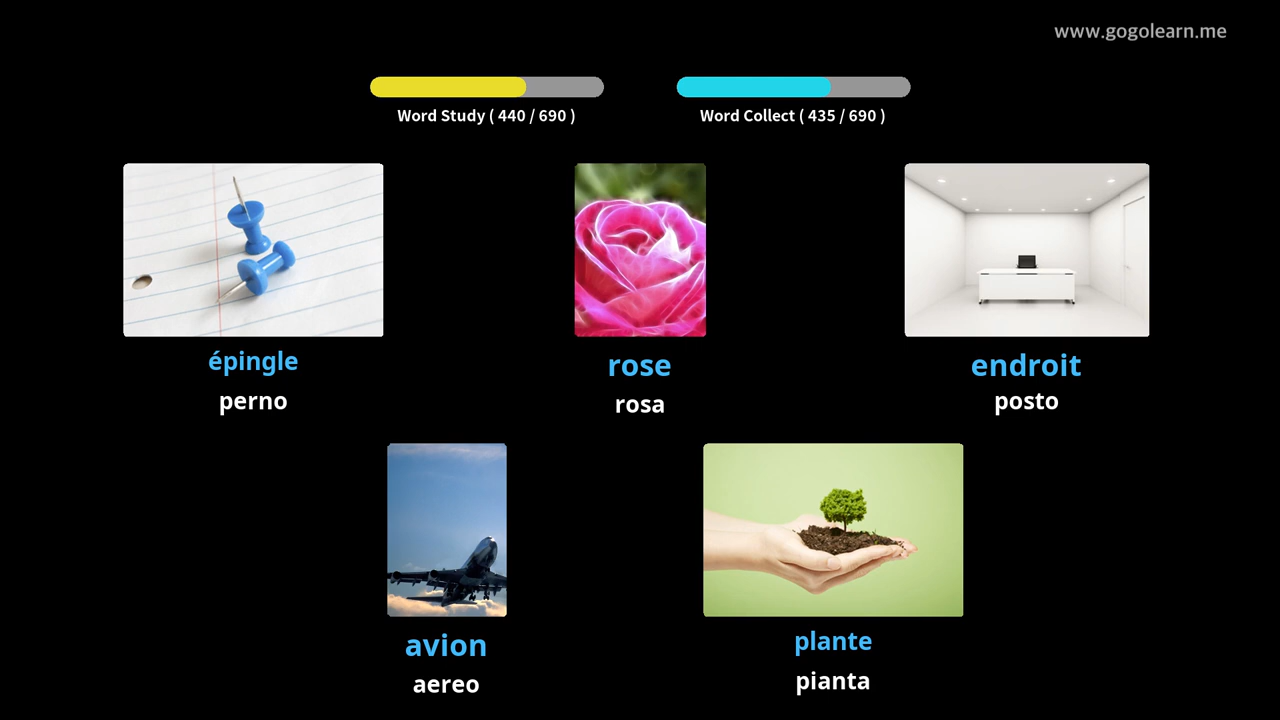 www.gogolearn.me
Word Study ( 440 / 690 )
Word Collect ( 435 / 690 )
épingle
perno
rose
rosa
endroit
posto
avion
aereo
plante
pianta